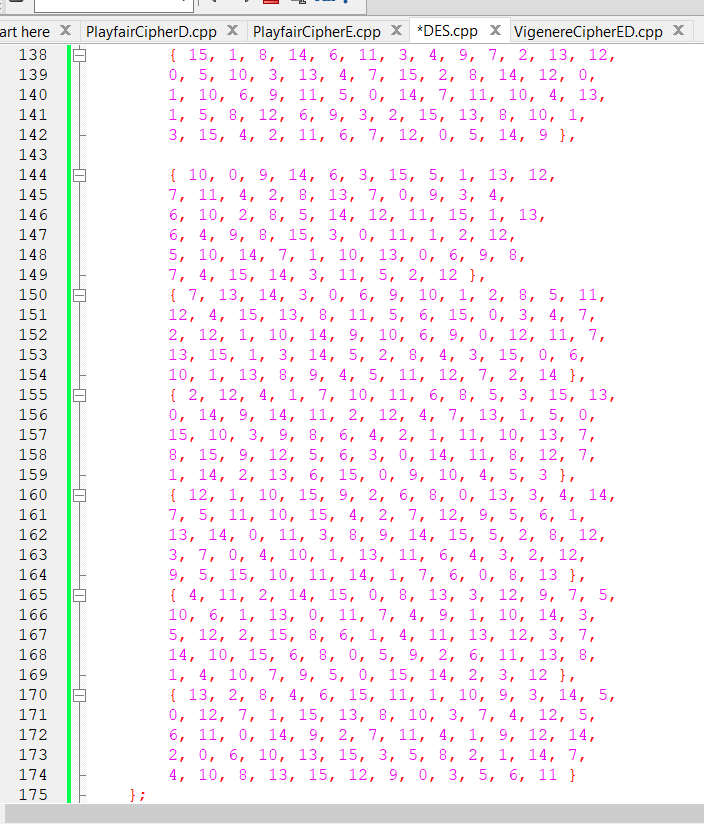 art here PlayfairCipherD.cpp PlayfairCipherE.cpp *DES.cpp VigenereCipherED.cpp
138 { 15, 1, 8, 14, 6, 11, 3, 4, 9, 7, 2, 13, 12,
139 0, 5, 10, 3, 13, 4, 7, 15, 2, 8, 14, 12, 0,
140 1, 10, 6, 9, 11, 5, 0, 14, 7, 11, 10, 4, 13,
141 1, 5, 8, 12, 6, 9, 3, 2, 15, 13, 8, 10, 1,
142 3, 15, 4, 2, 11, 6, 7, 12, 0, 5, 14, 9 },
143
144 { 10, 0, 9, 14, 6, 3, 15, 5, 1, 13, 12,
145 7, 11, 4, 2, 8, 13, 7, 0, 9, 3, 4,
146 6, 10, 2, 8, 5, 14, 12, 11, 15, 1, 13,
147 6, 4, 9, 8, 15, 3, 0, 11, 1, 2, 12,
148 5, 10, 14, 7, 1, 10, 13, 0, 6, 9, 8,
149 7, 4, 15, 14, 3, 11, 5, 2, 12 },
150 { 7, 13, 14, 3, 0, 6, 9, 10, 1, 2, 8, 5, 11,
151 12, 4, 15, 13, 8, 11, 5, 6, 15, 0, 3, 4, 7,
152 2, 12, 1, 10, 14, 9, 10, 6, 9, 0, 12, 11, 7,
153 13, 15, 1, 3, 14, 5, 2, 8, 4, 3, 15, 0, 6,
154 10, 1, 13, 8, 9, 4, 5, 11, 12, 7, 2, 14 },
155 { 2, 12, 4, 1, 7, 10, 11, 6, 8, 5, 3, 15, 13,
156 0, 14, 9, 14, 11, 2, 12, 4, 7, 13, 1, 5, 0,
157 15, 10, 3, 9, 8, 6, 4, 2, 1, 11, 10, 13, 7,
158 8, 15, 9, 12, 5, 6, 3, 0, 14, 11, 8, 12, 7,
159 1, 14, 2, 13, 6, 15, 0, 9, 10, 4, 5, 3 },
160 { 12, 1, 10, 15, 9, 2, 6, 8, 0, 13, 3, 4, 14,
161 7, 5, 11, 10, 15, 4, 2, 7, 12, 9, 5, 6, 1,
162 13, 14, 0, 11, 3, 8, 9, 14, 15, 5, 2, 8, 12,
163 3, 7, 0, 4, 10, 1, 13, 11, 6, 4, 3, 2, 12,
164 9, 5, 15, 10, 11, 14, 1, 7, 6, 0, 8, 13 },
165 { 4, 11, 2, 14, 15, 0, 8, 13, 3, 12, 9, 7, 5,
166 10, 6, 1, 13, 0, 11, 7, 4, 9, 1, 10, 14, 3,
167 5, 12, 2, 15, 8, 6, 1, 4, 11, 13, 12, 3, 7,
168 14, 10, 15, 6, 8, 0, 5, 9, 2, 6, 11, 13, 8,
169 1, 4, 10, 7, 9, 5, 0, 15, 14, 2, 3, 12 },
170 { 13, 2, 8, 4, 6, 15, 11, 1, 10, 9, 3, 14, 5,
171 0, 12, 7, 1, 15, 13, 8, 10, 3, 7, 4, 12, 5,
172 6, 11, 0, 14, 9, 2, 7, 11, 4, 1, 9, 12, 14,
173 2, 0, 6, 10, 13, 15, 3, 5, 8, 2, 1, 14, 7,
174 4, 10, 8, 13, 15, 12, 9, 0, 3, 5, 6, 11 }
175 };